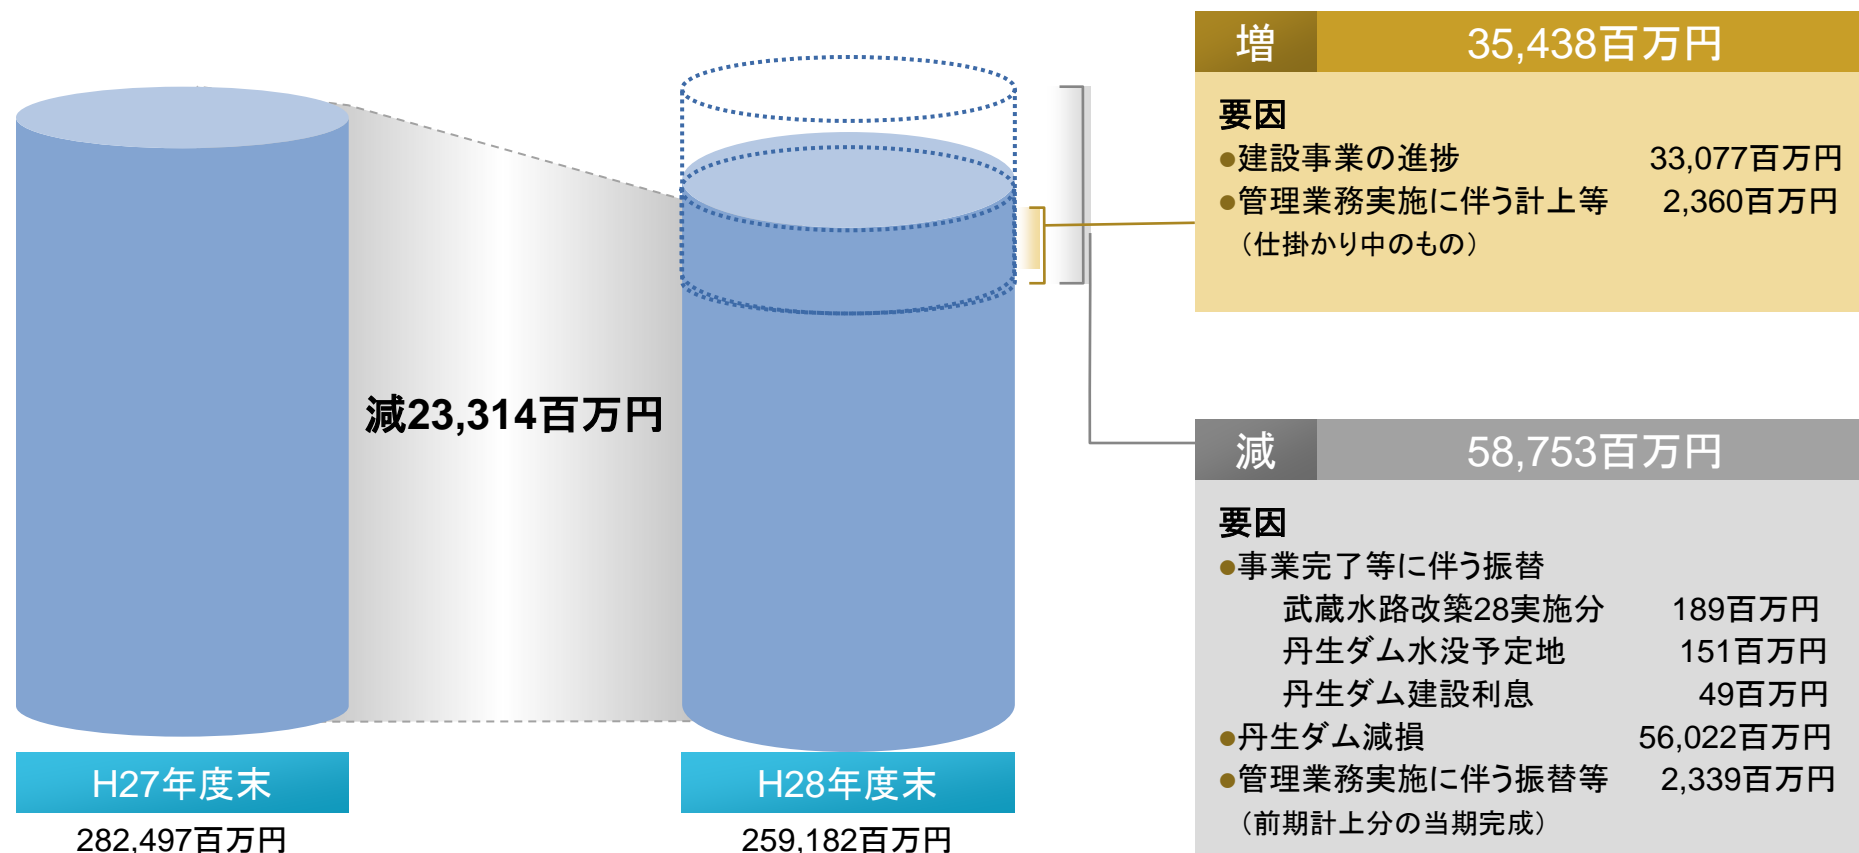 減23,314百万円
H27年度末
282,497百万円
H28年度末
259,182百万円
増 35,438百万円
要因
●建設事業の進捗 33,077百万円
●管理業務実施に伴う計上等 2,360百万円
（仕掛かり中のもの）
減 58,753百万円
要因
●事業完了等に伴う振替
武蔵水路改築28実施分 189百万円
丹生ダム水没予定地 151百万円
丹生ダム建設利息 49百万円
●丹生ダム減損 56,022百万円
●管理業務実施に伴う振替等 2,339百万円
（前期計上分の当期完成）